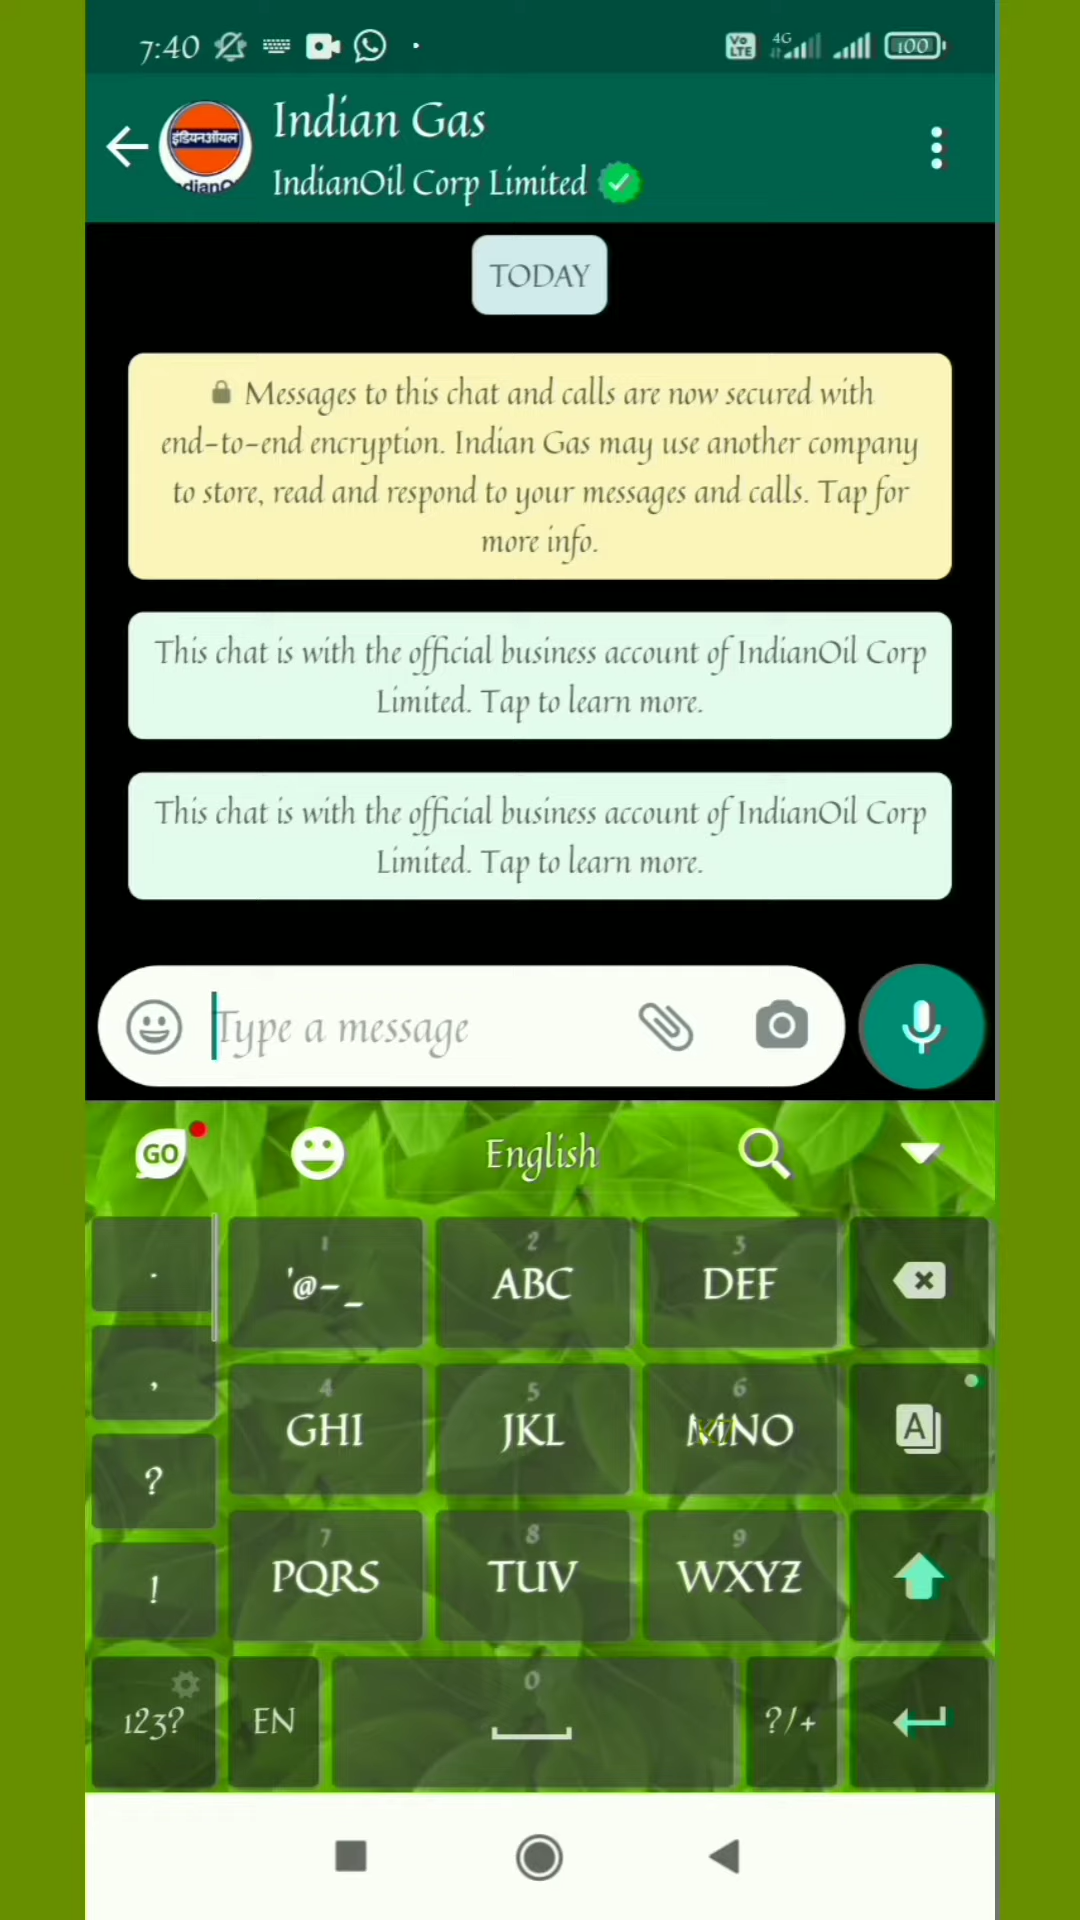 7:40
Vo LTE 4G 100
Indian Gas
इंडियनऑयल
IndianOil Corp Limited
TODAY
Messages to this chat and calls are now secured with
end-to-end encryption. Indian Gas may use another company
to store, read and respond to your messages and calls. Tap for
more info.
This chat is with the official business account of IndianOil Corp
Limited. Tap to learn more.
This chat is with the official business account of IndianOil Corp
Limited. Tap to learn more.
Type a message
GO English
. 1 '@-_ 2 ABC 3 DEF
, 4 GHI 5 JKL 6 MNO A
?
7 PQRS 8 TUV 9 WXYZ
!
123? EN 0 ?/+